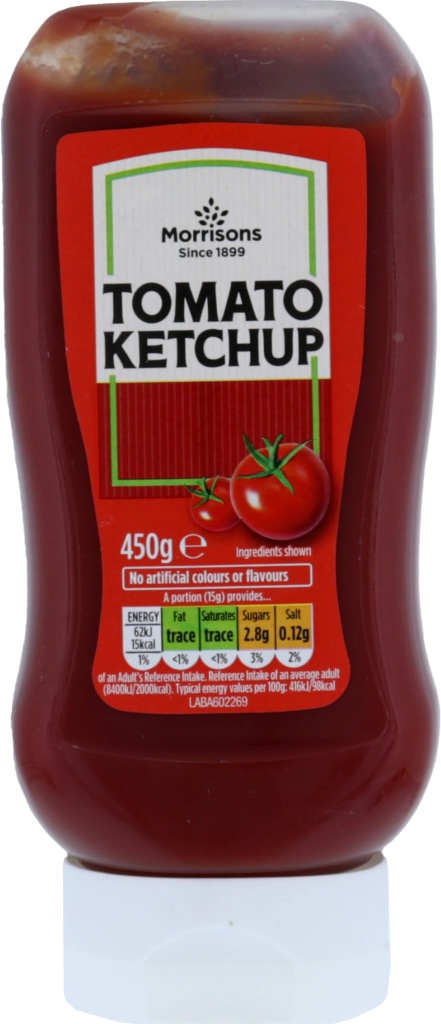 Morrisons
Since 1899
TOMATO
KETCHUP
450g ℮
Ingredients shown
No artificial colours or flavours
A portion (15g) provides...
ENERGY Fat Saturates Sugars Salt
62kJ 15kcal trace trace 2.8g 0.12g
1% <1% <1% 3% 2%
of an Adult's Reference Intake. Reference Intake of an average adult
(8400kJ/2000kcal). Typical energy values per 100g: 416kJ/98kcal
LABA602269